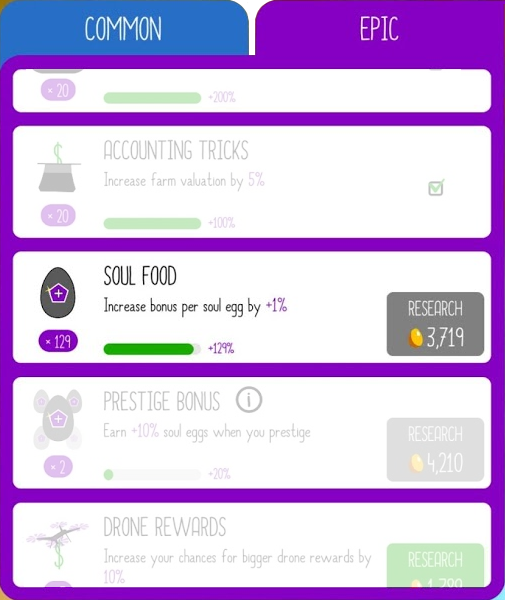 COMMON
EPIC
× 20
+200%
ACCOUNTING TRICKS
Increase farm valuation by 5%
× 20
+100%
SOUL FOOD
Increase bonus per soul egg by +1%
× 129
+129%
RESEARCH
3,719
PRESTIGE BONUS i
Earn +10% soul eggs when you prestige
× 2
+20%
RESEARCH
4,210
DRONE REWARDS
Increase your chances for bigger drone rewards by
10%
RESEARCH